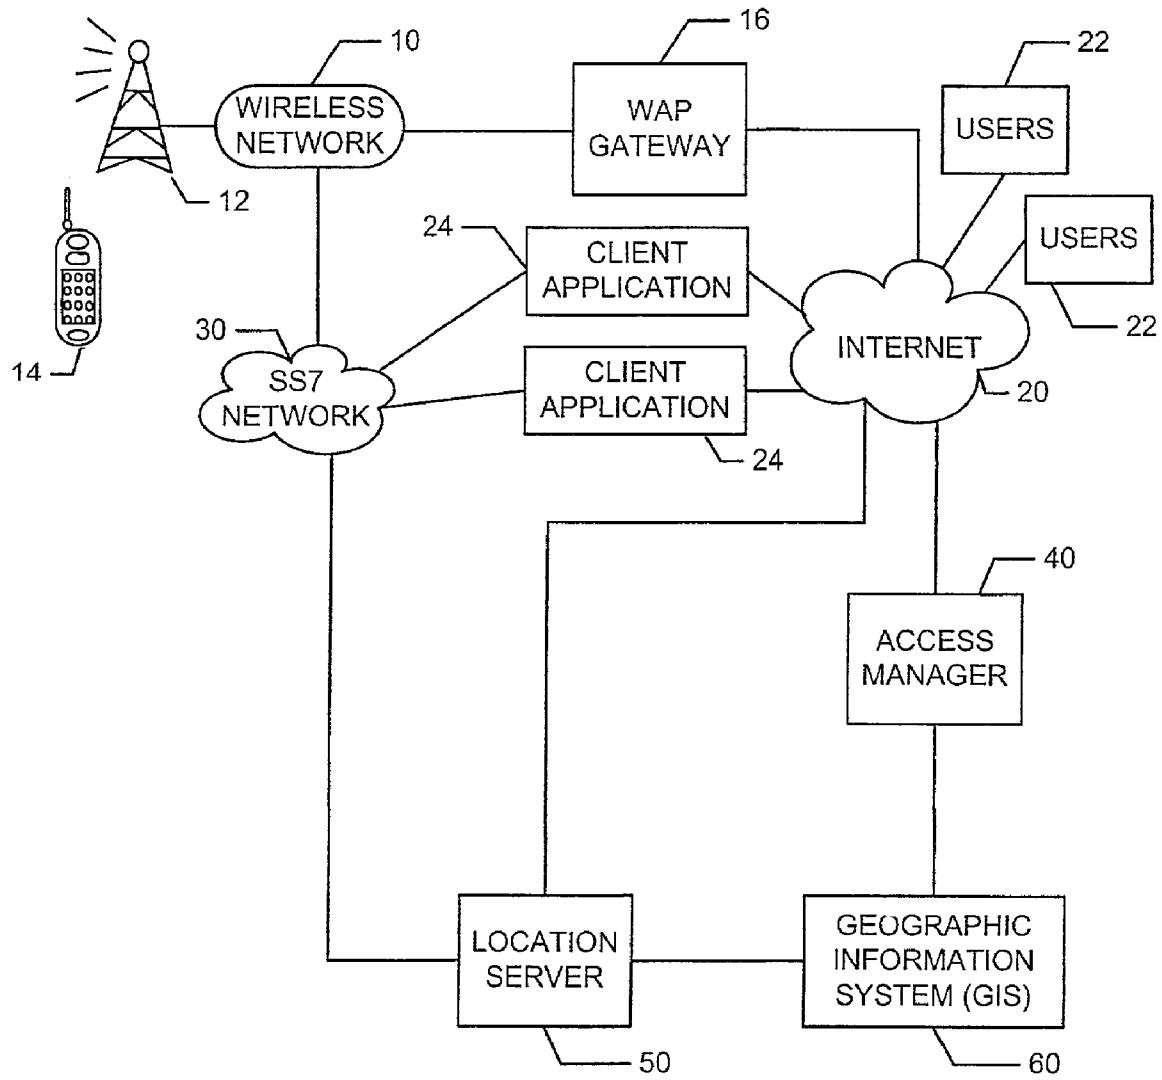 10
16
22
WIRELESS
NETWORK
WAP
GATEWAY
USERS
12
24
CLIENT
APPLICATION
USERS
22
14
30
SS7
NETWORK
CLIENT
APPLICATION
24
INTERNET
20
40
ACCESS
MANAGER
LOCATION
SERVER
50
GEOGRAPHIC
INFORMATION
SYSTEM (GIS)
60